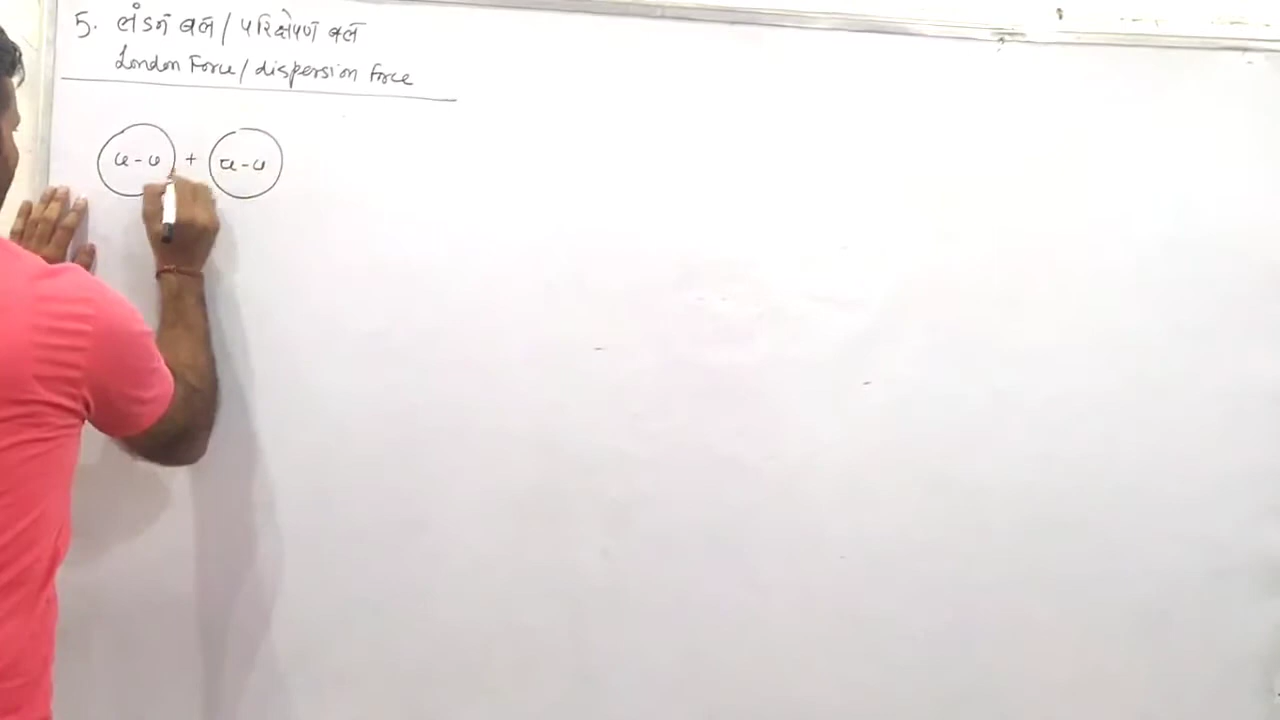 5. लंडन बल / परिक्षेपण बल
London Force / dispersion force
+